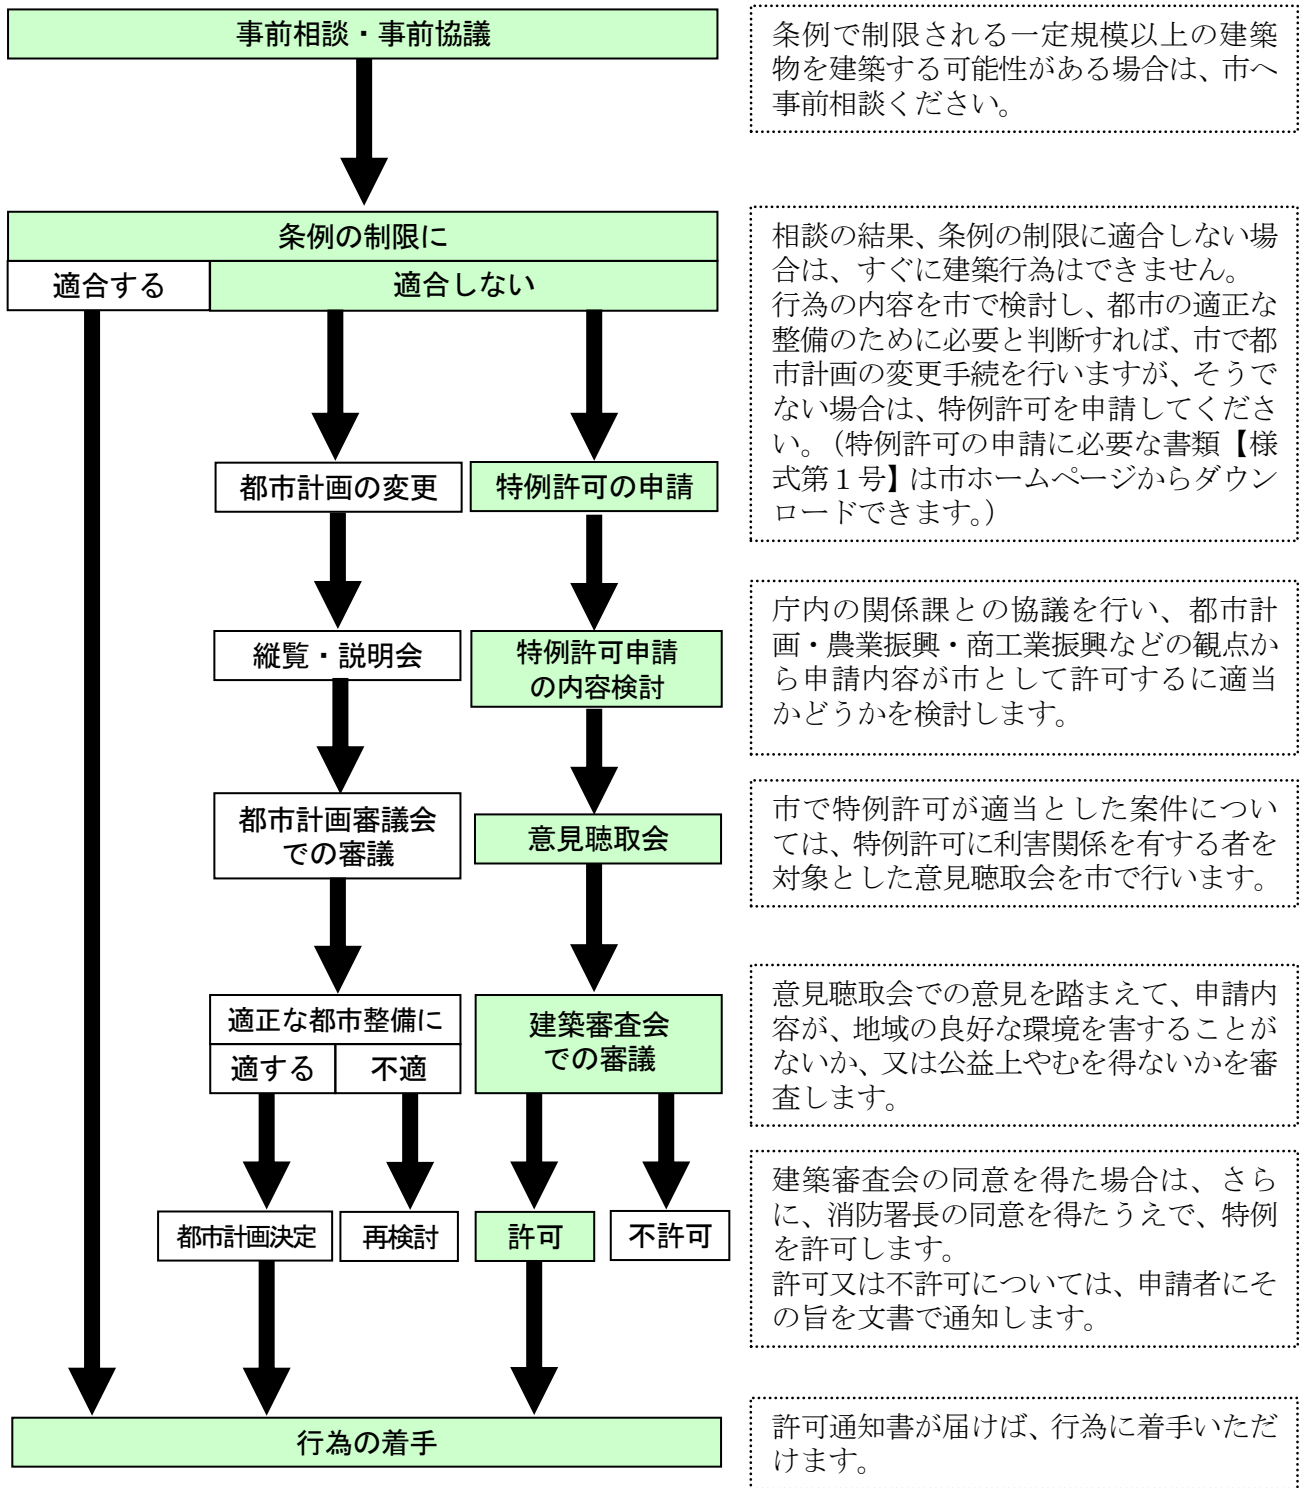 事前相談・事前協議
条例で制限される一定規模以上の建築
物を建築する可能性がある場合は、市へ
事前相談ください。
条例の制限に
適合する
適合しない
相談の結果、条例の制限に適合しない場
合は、すぐに建築行為はできません。
行為の内容を市で検討し、都市の適正な
整備のために必要と判断すれば、市で都
市計画の変更手続を行いますが、そうで
ない場合は、特例許可を申請してくださ
い。（特例許可の申請に必要な書類【様
式第１号】は市ホームページからダウン
ロードできます。）
都市計画の変更
特例許可の申請
縦覧・説明会
特例許可申請
の内容検討
庁内の関係課との協議を行い、都市計
画・農業振興・商工業振興などの観点か
ら申請内容が市として許可するに適当
かどうかを検討します。
都市計画審議会
での審議
意見聴取会
市で特例許可が適当とした案件につい
ては、特例許可に利害関係を有する者を
対象とした意見聴取会を市で行います。
適正な都市整備に
適する
不適
建築審査会
での審議
意見聴取会での意見を踏まえて、申請内
容が、地域の良好な環境を害することが
ないか、又は公益上やむを得ないかを審
査します。
都市計画決定
再検討
許可
不許可
建築審査会の同意を得た場合は、さら
に、消防署長の同意を得たうえで、特例
を許可します。
許可又は不許可については、申請者にそ
の旨を文書で通知します。
行為の着手
許可通知書が届けば、行為に着手いただ
けます。